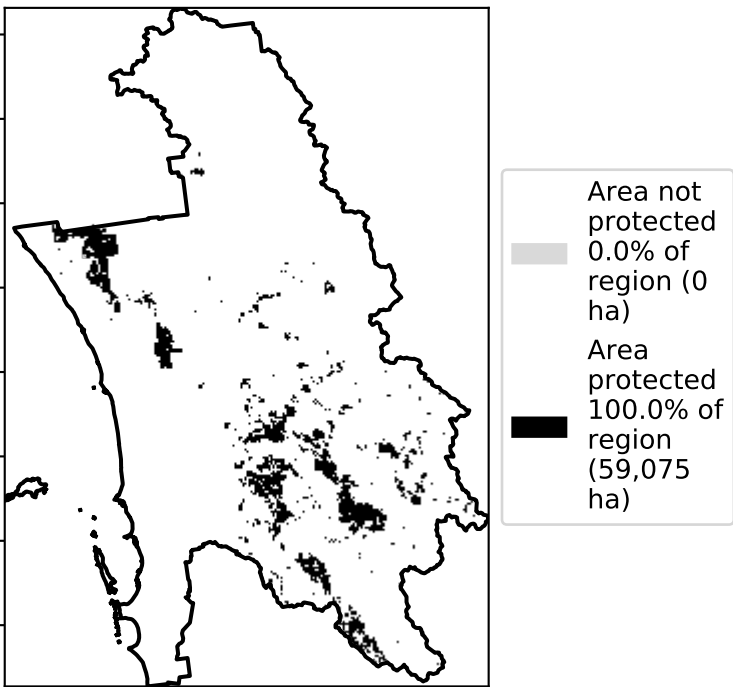 Area not
protected
0.0% of
region (0
ha)
Area
protected
100.0% of
region
(59,075
ha)